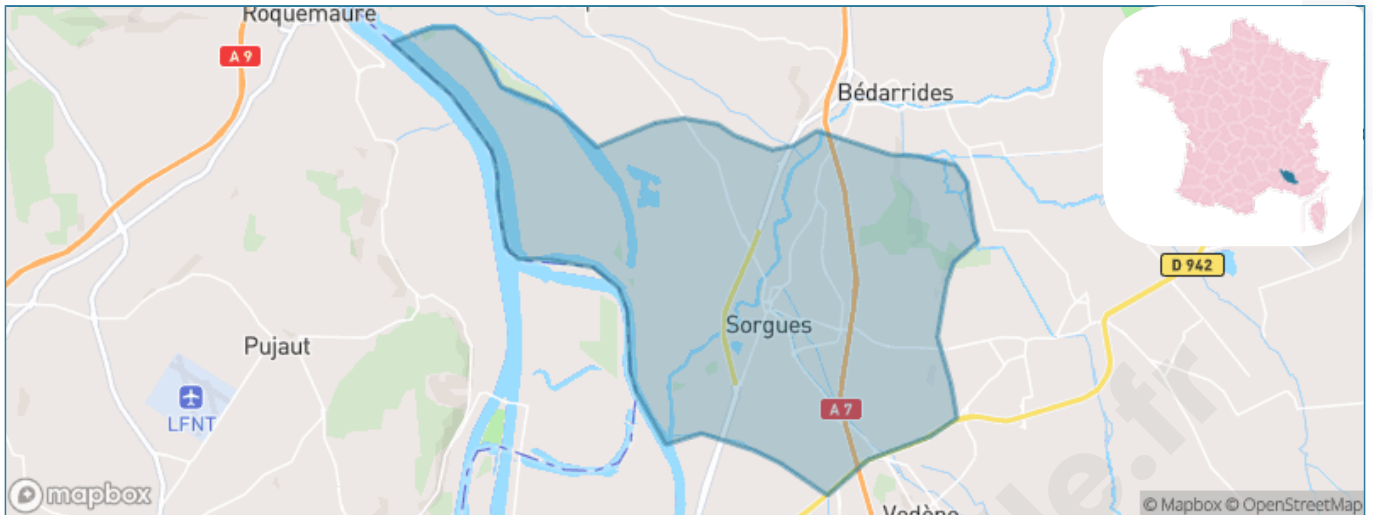 Roquemaure
A 9
Bédarrides
D 942
Sorgues
Pujaut
LFNT
A 7
mapbox
© Mapbox © OpenStreetMap